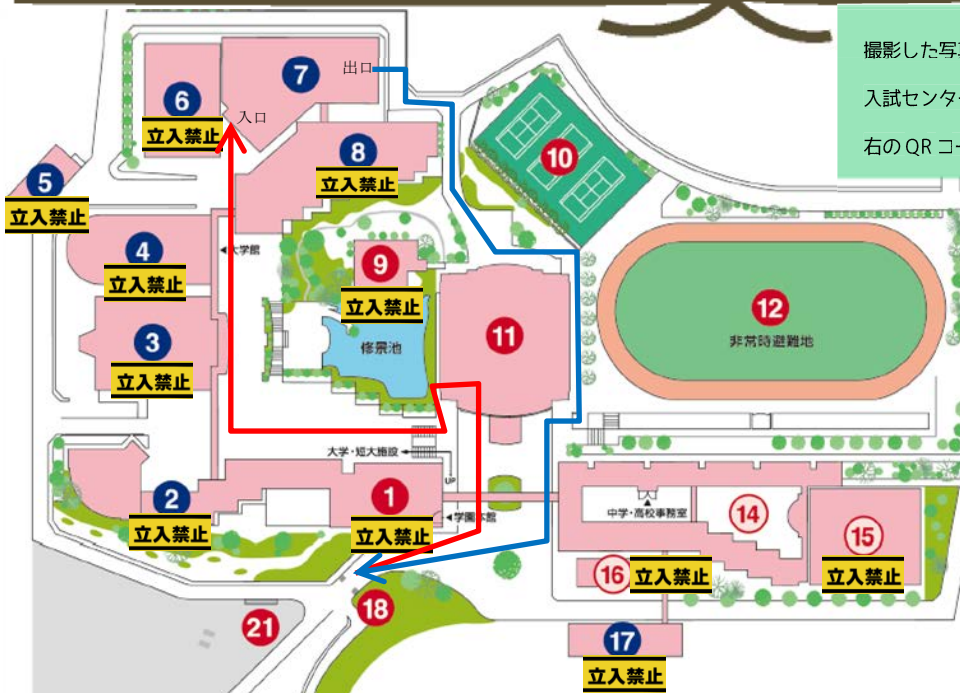 撮影した写
入試センタ
右の QR コー
7
出口
6
立入禁止
入口
8
立入禁止
10
5
立入禁止
4
立入禁止
◀大学館
9
立入禁止
3
立入禁止
修景池
11
12
非常時避難地
大学・短大施設
UP
2
立入禁止
1
◀学園本館
立入禁止
中学・高校事務室
14
15
立入禁止
16
立入禁止
18
21
17
立入禁止